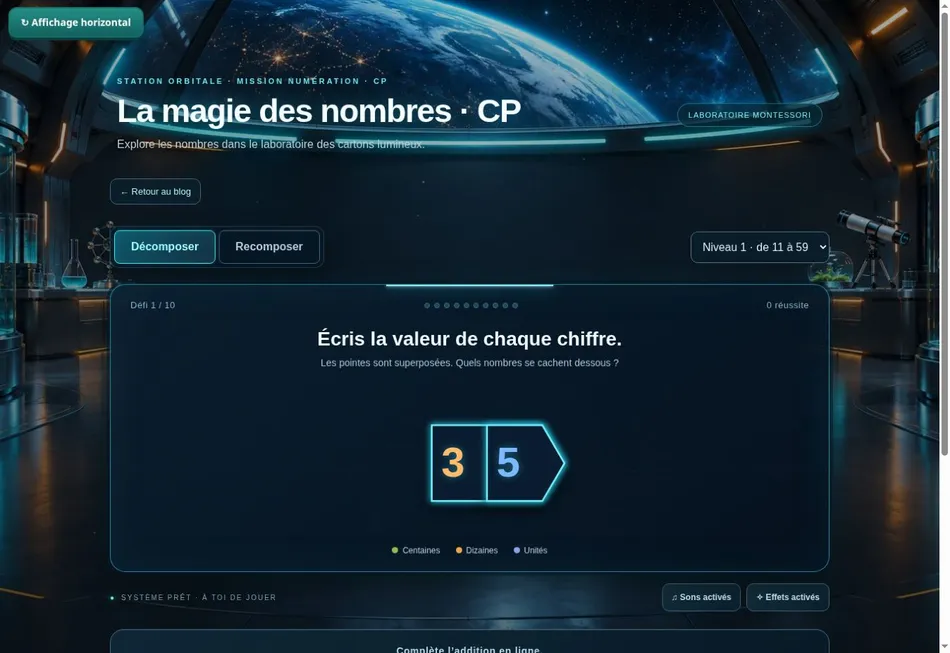 ↻ Affichage horizontal
STATION ORBITALE · MISSION NUMÉRATION · CP
La magie des nombres · CP
LABORATOIRE MONTESSORI
Explore les nombres dans le laboratoire des cartons lumineux.
← Retour au blog
Décomposer
Recomposer
Niveau 1 · de 11 à 59
Défi 1 / 10
0 réussite
Écris la valeur de chaque chiffre.
Les pointes sont superposées. Quels nombres se cachent dessous ?
3 5
Centaines
Dizaines
Unités
SYSTÈME PRÊT · À TOI DE JOUER
♫ Sons activés
✧ Effets activés
Complète l'addition en ligne.